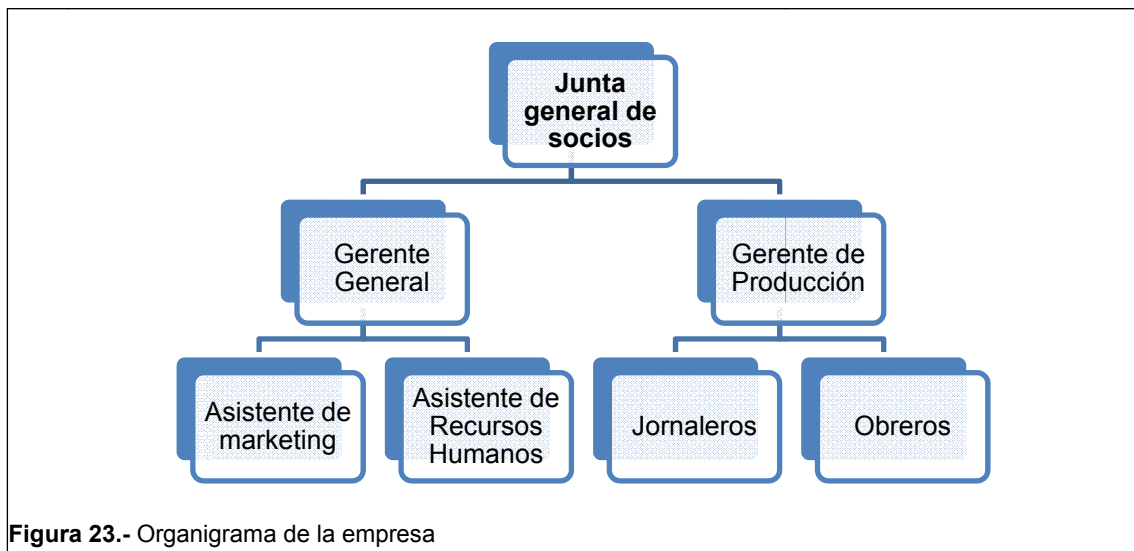 Junta
general de
socios
Gerente
General
Gerente de
Producción
Asistente de
marketing
Asistente de
Recursos
Humanos
Jornaleros
Obreros
Figura 23.- Organigrama de la empresa